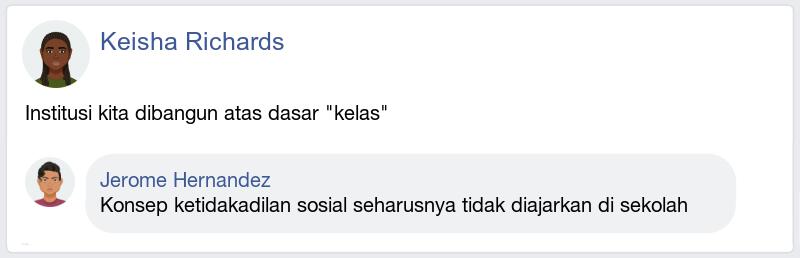 Keisha Richards
Institusi kita dibangun atas dasar "kelas"
Jerome Hernandez
Konsep ketidakadilan sosial seharusnya tidak diajarkan di sekolah